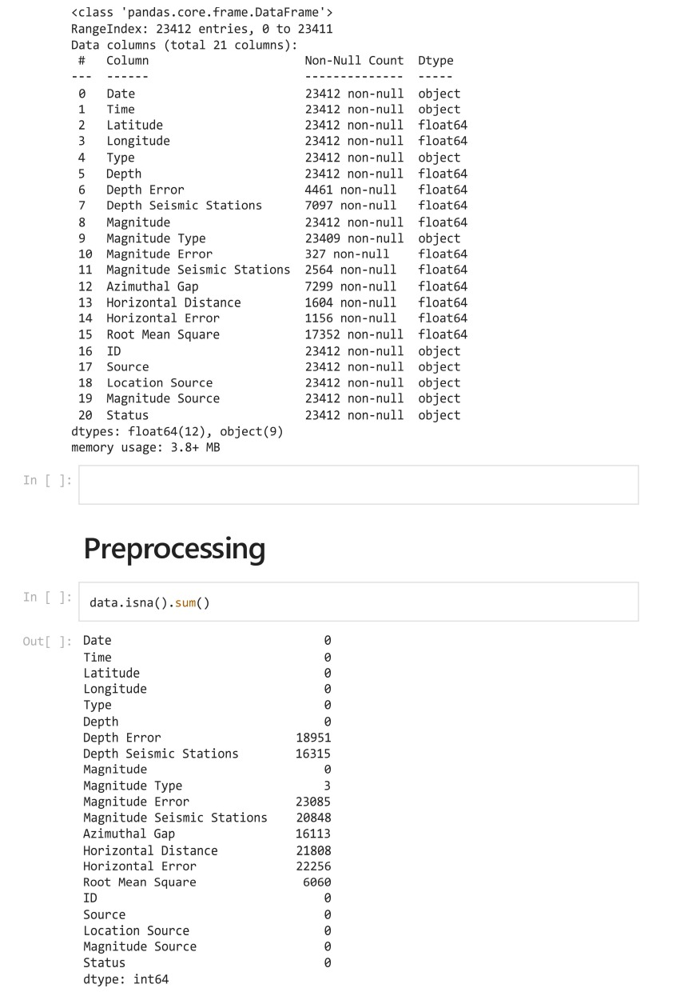 <class 'pandas.core.frame.DataFrame'>
RangeIndex: 23412 entries, 0 to 23411
Data columns (total 21 columns):
 #   Column                      Non-Null Count  Dtype
---  ------                      --------------  -----
 0   Date                        23412 non-null  object
 1   Time                        23412 non-null  object
 2   Latitude                    23412 non-null  float64
 3   Longitude                   23412 non-null  float64
 4   Type                        23412 non-null  object
 5   Depth                       23412 non-null  float64
 6   Depth Error                 4461 non-null   float64
 7   Depth Seismic Stations      7097 non-null   float64
 8   Magnitude                   23412 non-null  float64
 9   Magnitude Type              23409 non-null  object
 10  Magnitude Error             327 non-null    float64
 11  Magnitude Seismic Stations  2564 non-null   float64
 12  Azimuthal Gap               7299 non-null   float64
 13  Horizontal Distance         1604 non-null   float64
 14  Horizontal Error            1156 non-null   float64
 15  Root Mean Square            17352 non-null  float64
 16  ID                          23412 non-null  object
 17  Source                      23412 non-null  object
 18  Location Source             23412 non-null  object
 19  Magnitude Source            23412 non-null  object
 20  Status                      23412 non-null  object
dtypes: float64(12), object(9)
memory usage: 3.8+ MB
In [ ]:
Preprocessing
In [ ]: data.isna().sum()
Out[ ]: Date                              0
Time                              0
Latitude                          0
Longitude                         0
Type                              0
Depth                             0
Depth Error                   18951
Depth Seismic Stations        16315
Magnitude                         0
Magnitude Type                    3
Magnitude Error               23085
Magnitude Seismic Stations    20848
Azimuthal Gap                 16113
Horizontal Distance           21808
Horizontal Error              22256
Root Mean Square               6060
ID                                0
Source                            0
Location Source                   0
Magnitude Source                  0
Status                            0
dtype: int64